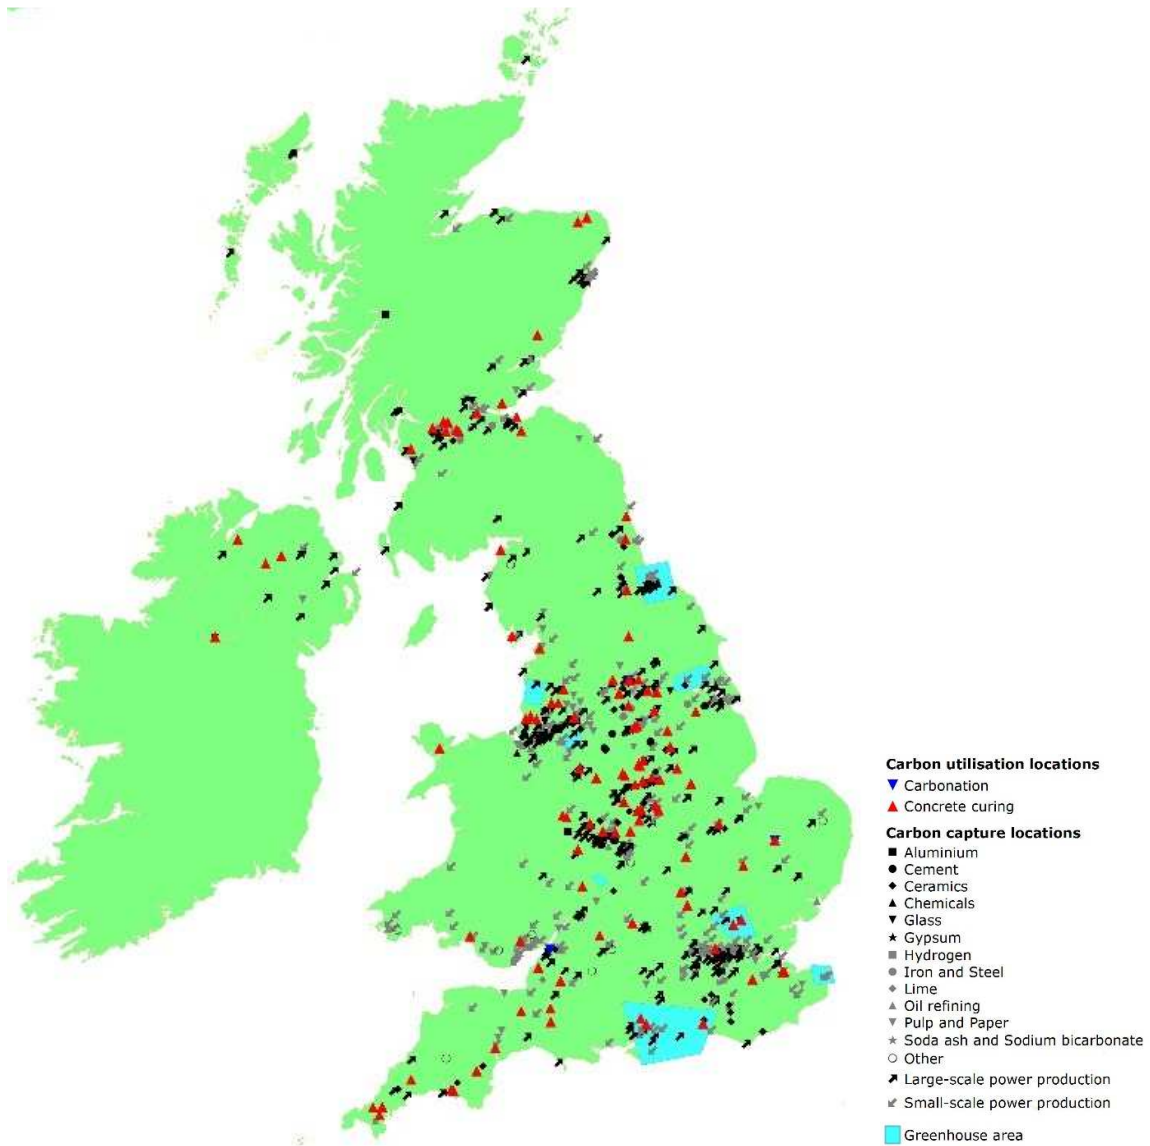 Carbon utilisation locations
Carbonation
Concrete curing
Carbon capture locations
Aluminium
Cement
Ceramics
Chemicals
Glass
Gypsum
Hydrogen
Iron and Steel
Lime
Oil refining
Pulp and Paper
Soda ash and Sodium bicarbonate
Other
Large-scale power production
Small-scale power production
Greenhouse area